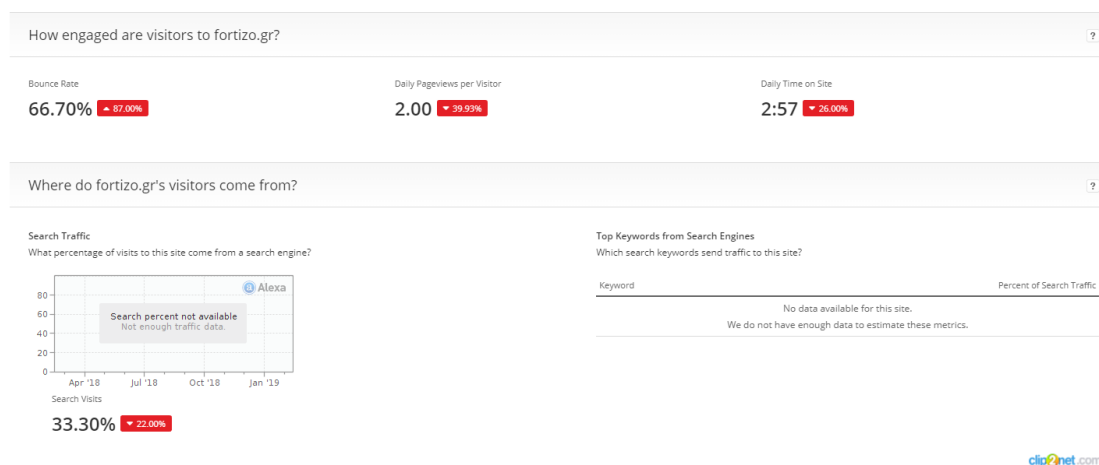 How engaged are visitors to fortizo.gr?
?
Bounce Rate
Daily Pageviews per Visitor
Daily Time on Site
66.70% 87.00%
2.00 39.93%
2:57 26.00%
Where do fortizo.gr's visitors come from?
?
Search Traffic
What percentage of visits to this site come from a search engine?
a Alexa
80
60
40
20
0
Search percent not available
Not enough traffic data.
Apr '18 Jul '18 Oct '18 Jan '19
Search Visits
33.30% 22.00%
Top Keywords from Search Engines
Which search keywords send traffic to this site?
Keyword Percent of Search Traffic
No data available for this site.
We do not have enough data to estimate these metrics.
clip2net.com